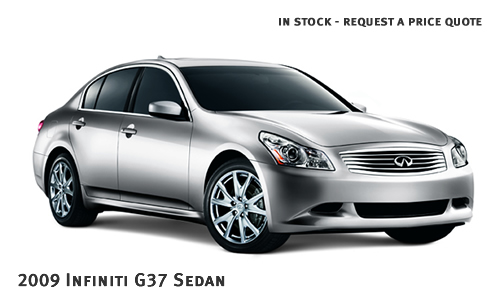 IN STOCK - REQUEST A PRICE QUOTE
2009 INFINITI G37 SEDAN